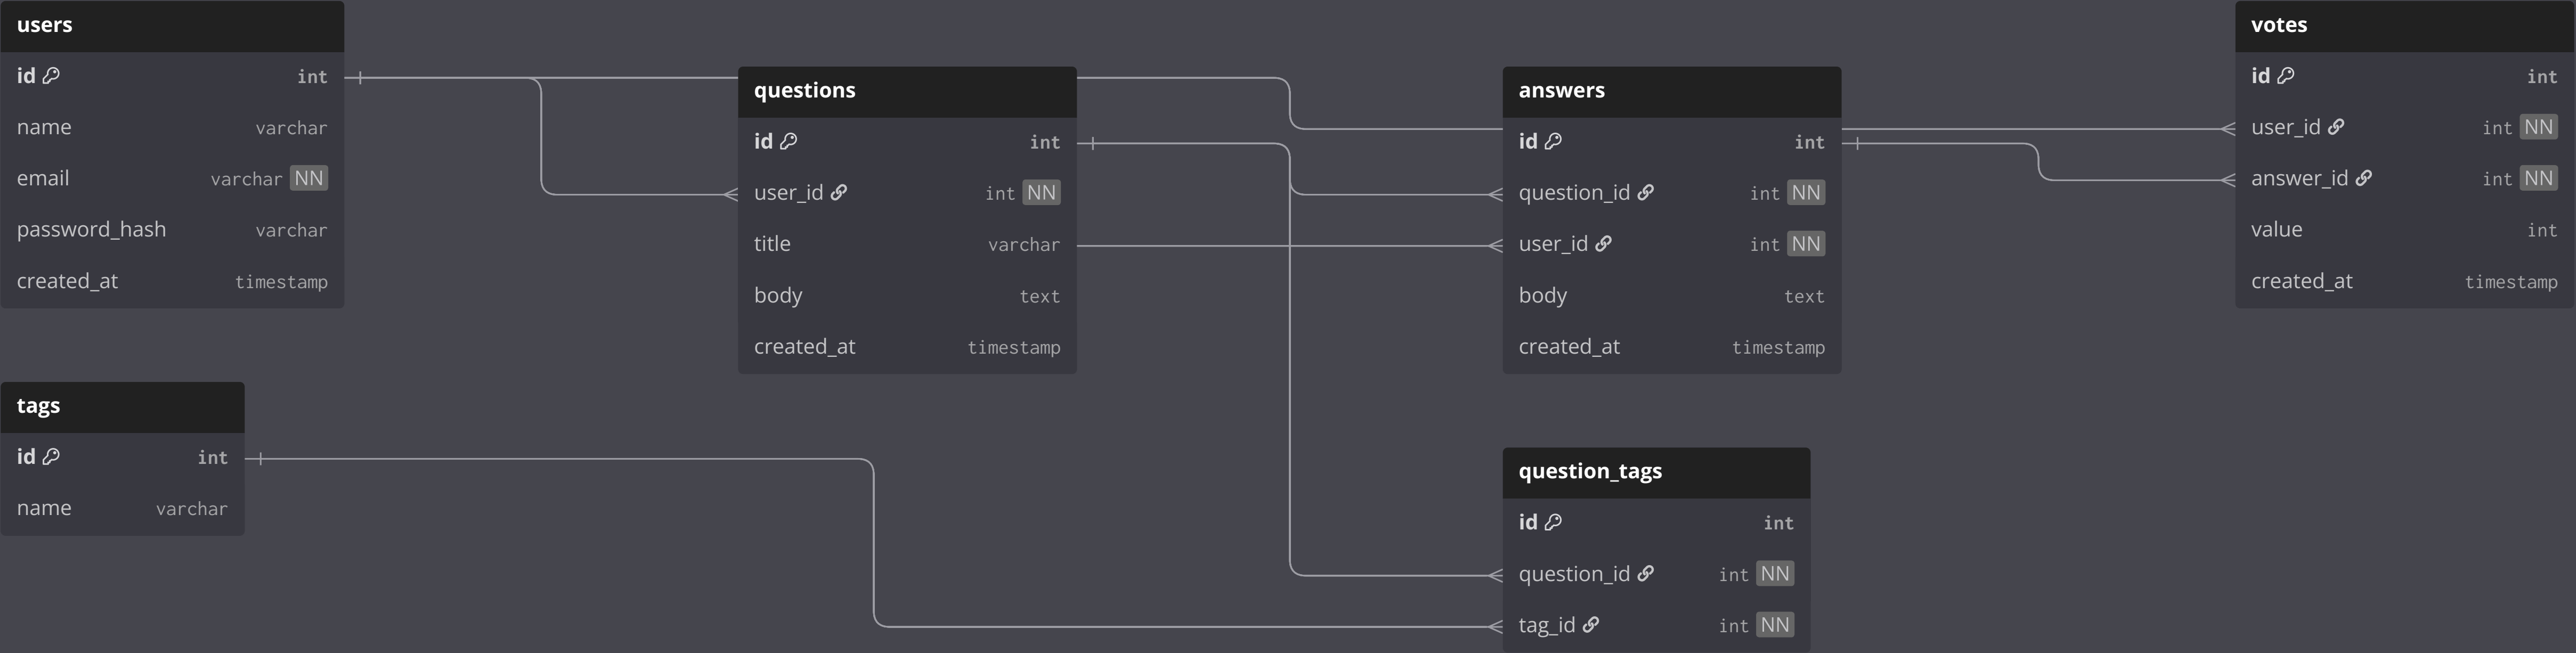 users
id int
name varchar
email varchar NN
password_hash varchar
created_at timestamp
questions
id int
user_id int NN
title varchar
body text
created_at timestamp
answers
id int
question_id int NN
user_id int NN
body text
created_at timestamp
votes
id int
user_id int NN
answer_id int NN
value int
created_at timestamp
tags
id int
name varchar
question_tags
id int
question_id int NN
tag_id int NN